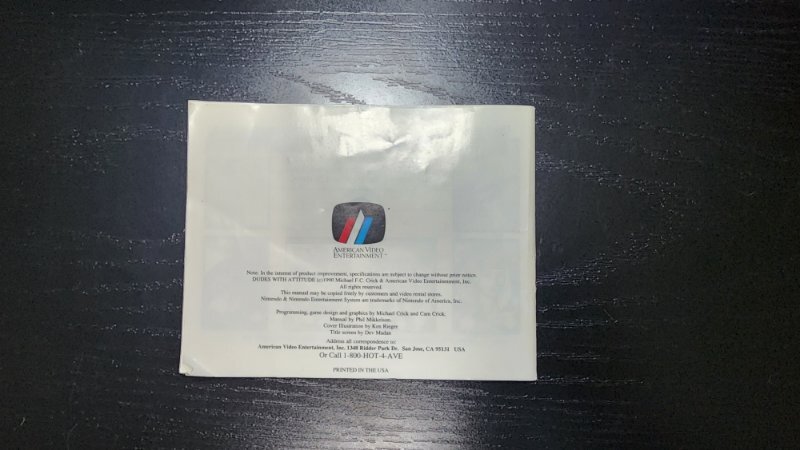 AMERICAN VIDEO
ENTERTAINMENT™
Note: In the interest of product improvement, specifications are subject to change without prior notice.
DUDES WITH ATTITUDE (c)1990 Michael F.C. Crick & American Video Entertainment, Inc.
All rights reserved.
This manual may be copied freely by customers and video rental stores.
Nintendo & Nintendo Entertainment System are trademarks of Nintendo of America, Inc.
Programming, game design and graphics by Michael Crick and Cam Crick.
Manual by Phil Mikkelson.
Cover Illustration by Ken Rieger
Title screen by Dev Madan
Address all correspondence to:
American Video Entertainment, Inc. 1348 Ridder Park Dr. San Jose, CA 95131 USA
Or Call 1-800-HOT-4-AVE
PRINTED IN THE USA